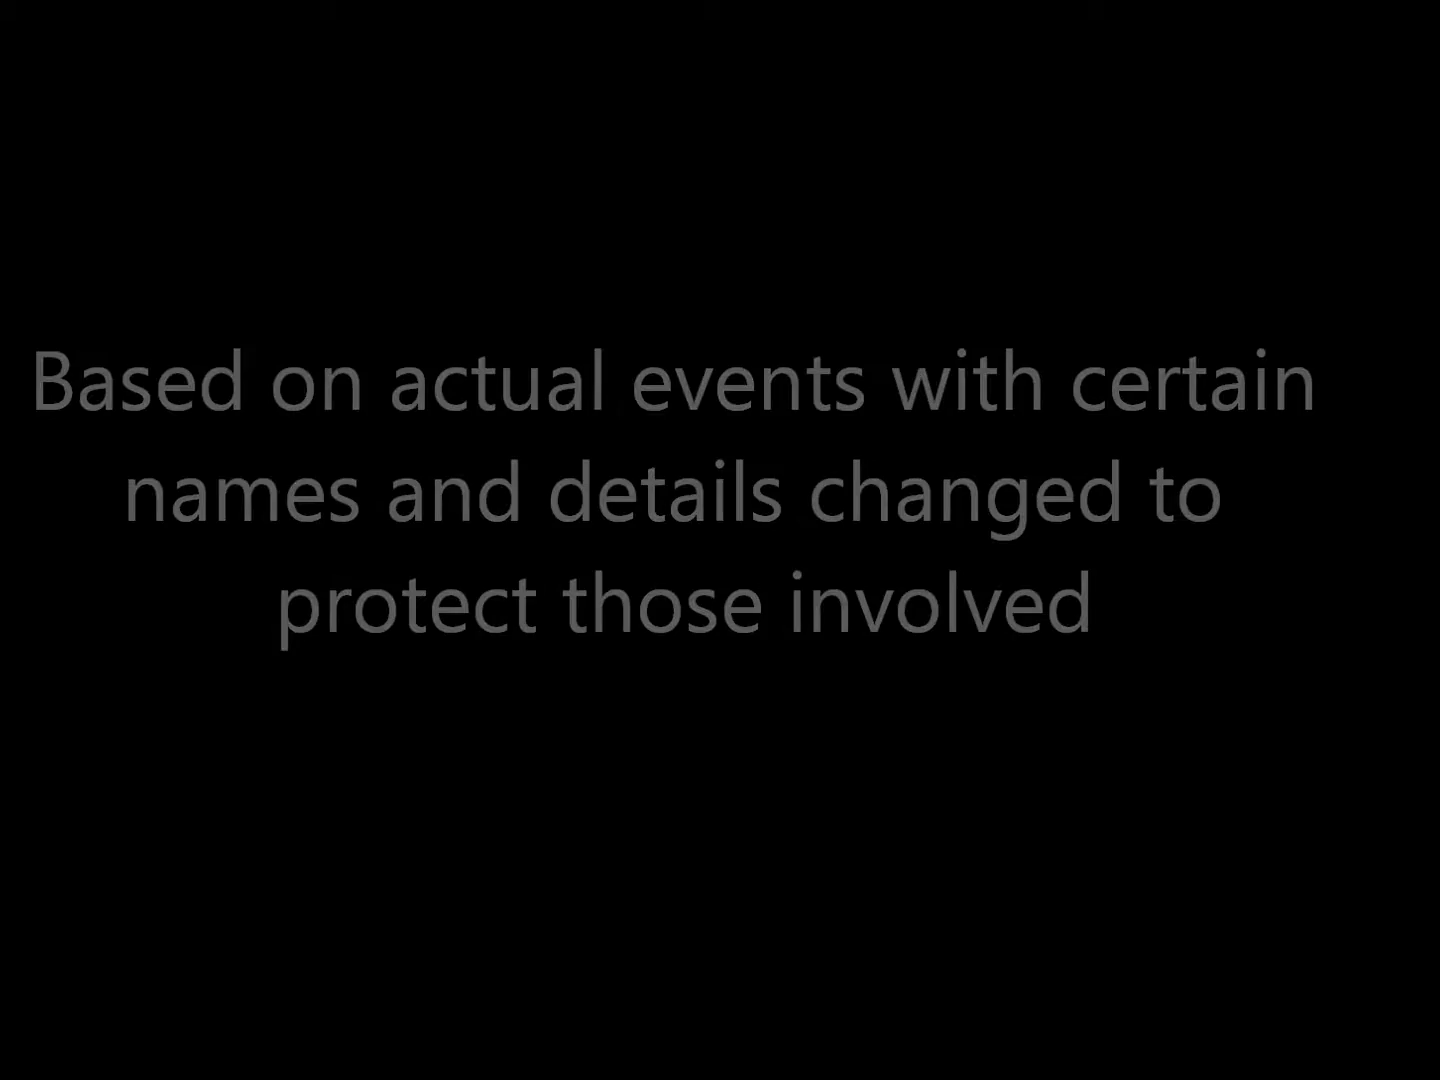 Based on actual events with certain
names and details changed to
protect those involved